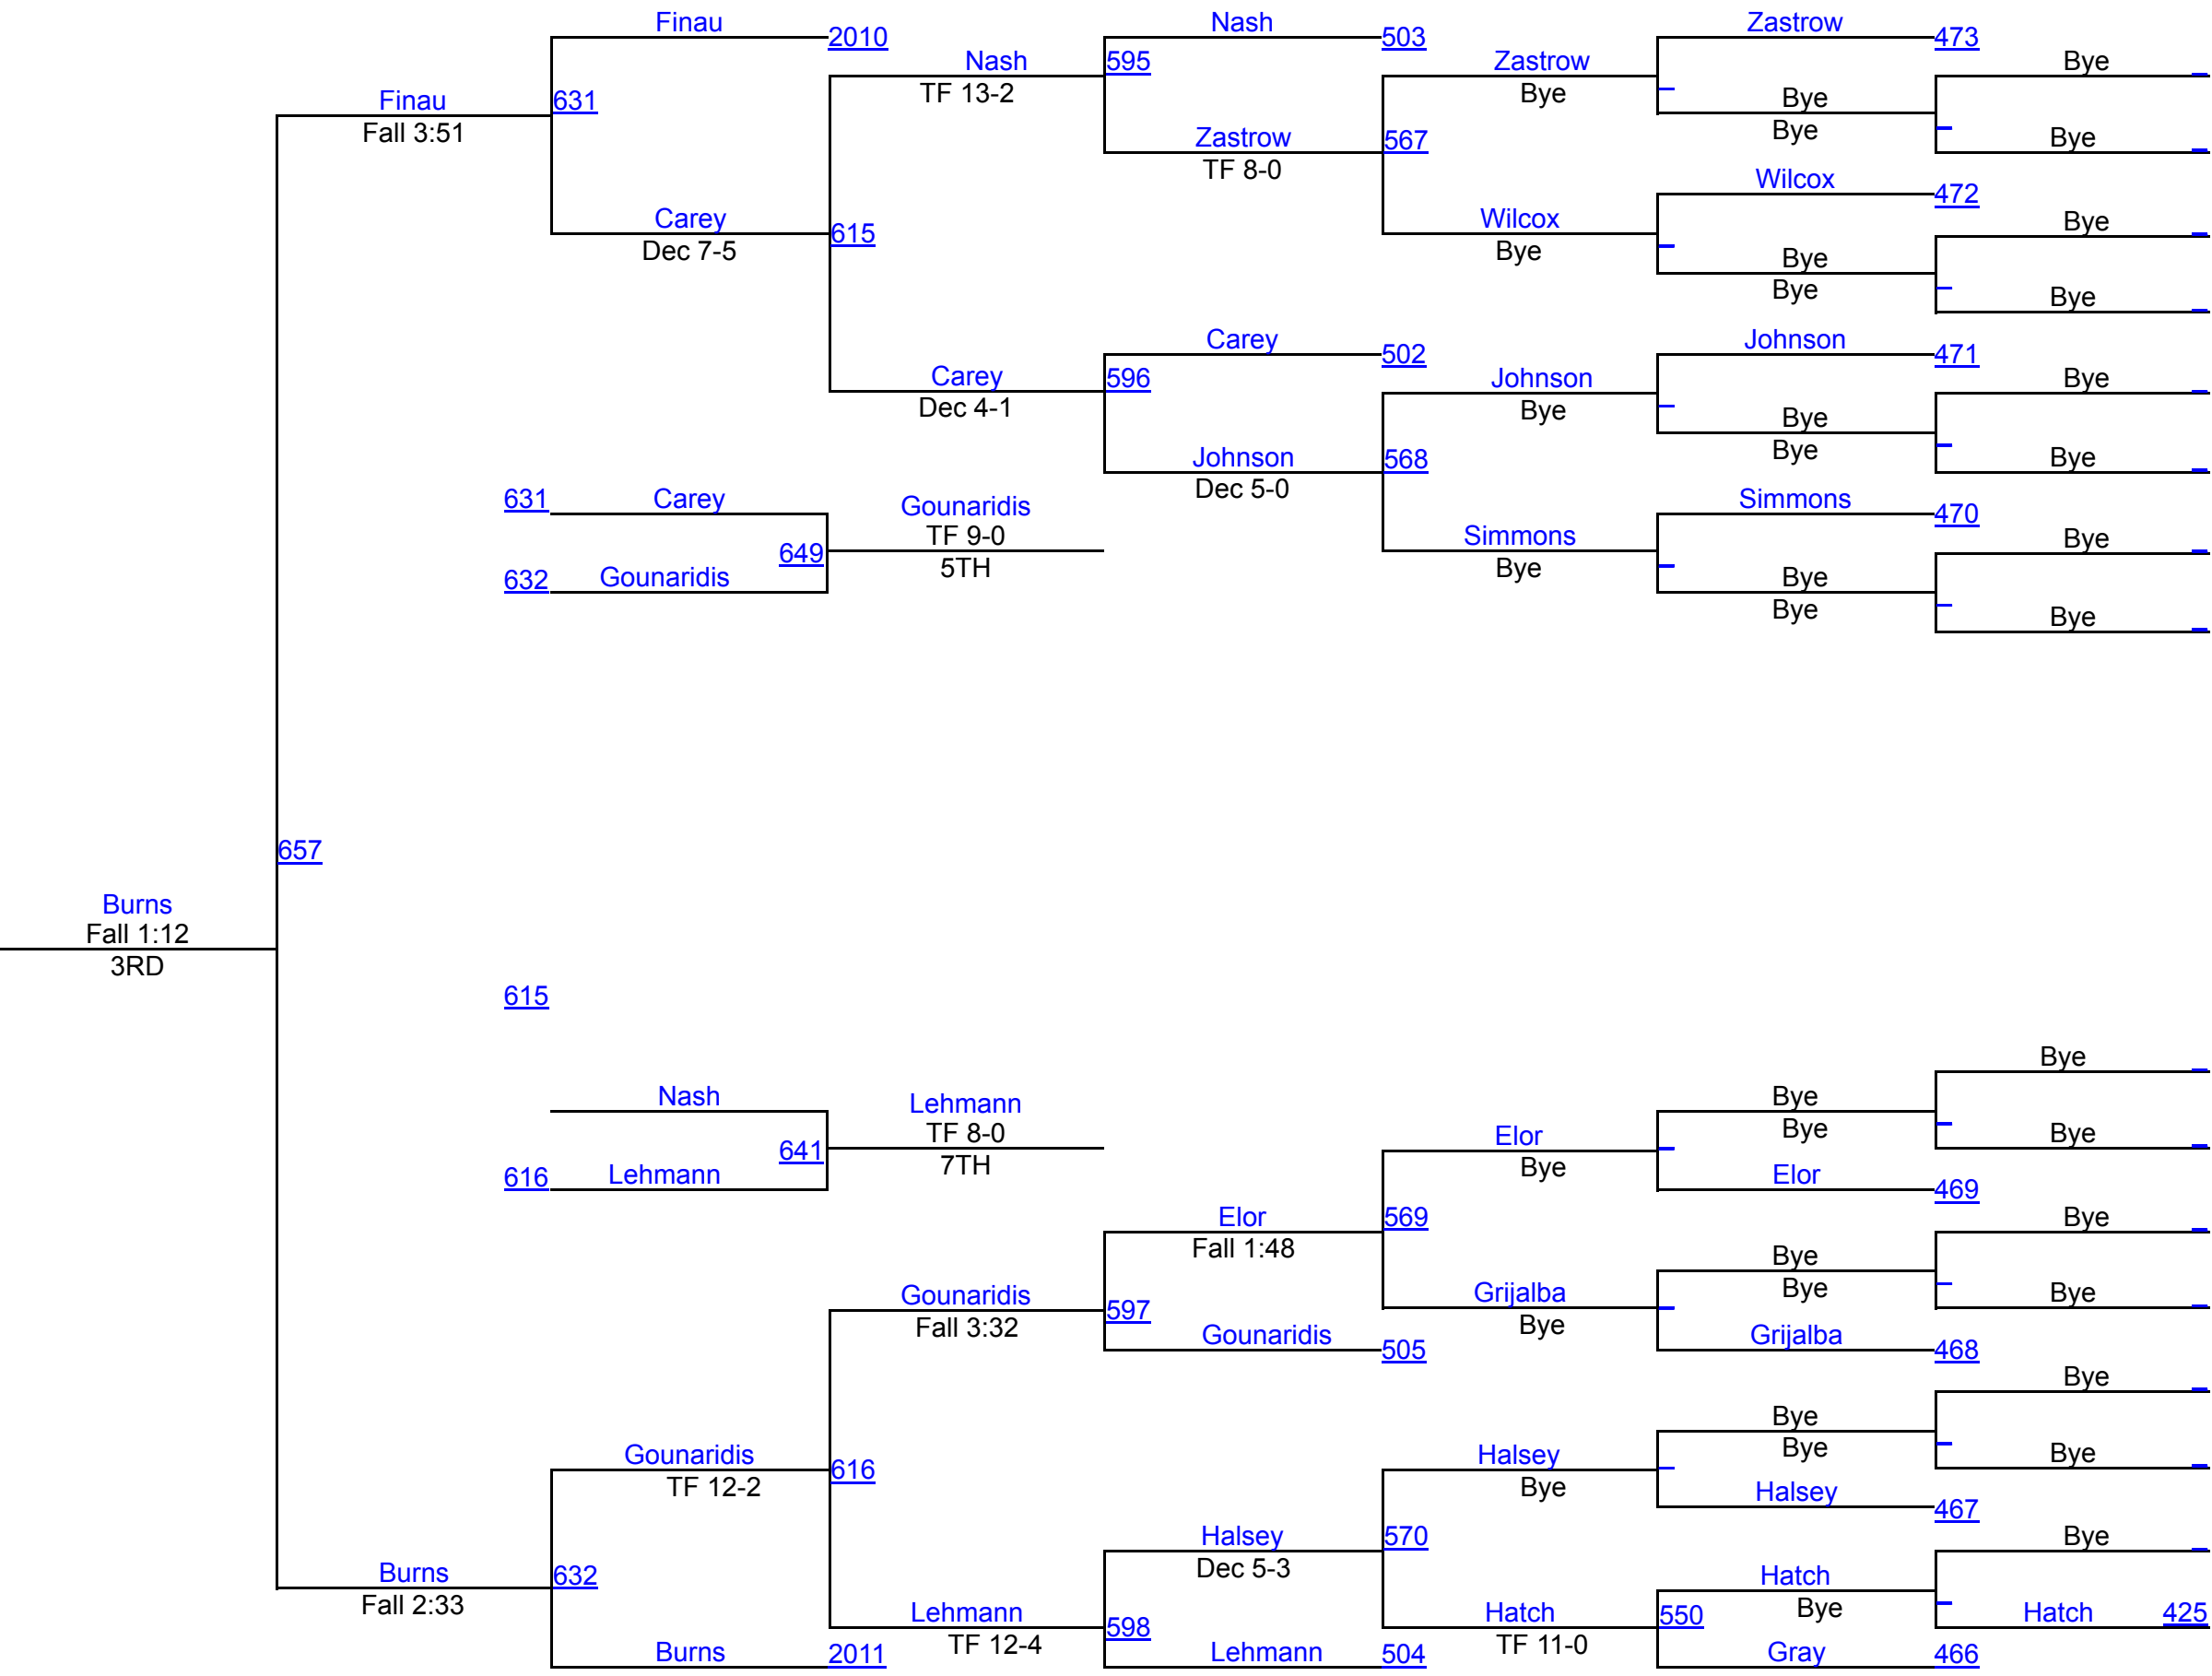 Finau
2010
Nash
503
Zastrow
473
Nash
595
Zastrow
Bye
TF 13-2
Bye
Finau
631
Bye
Fall 3:51
Bye
Bye
Zastrow
567
TF 8-0
Wilcox
472
Carey
615
Wilcox
Bye
Dec 7-5
Bye
Bye
Bye
Bye
Carey
502
Johnson
471
Carey
596
Johnson
Bye
Dec 4-1
Bye
Bye
Bye
Johnson
568
Bye
Dec 5-0
631
Carey
Gounaridis
Simmons
470
TF 9-0
Simmons
Bye
649
5TH
Bye
632
Gounaridis
Bye
Bye
Bye
657
Burns
Fall 1:12
3RD
615
Bye
Nash
Lehmann
Bye
TF 8-0
Elor
Bye
Bye
641
7TH
Bye
616
Lehmann
Elor
469
Elor
569
Bye
Fall 1:48
Bye
Gounaridis
Grijalba
Bye
Bye
597
Fall 3:32
Bye
Gounaridis
505
Grijalba
468
Bye
Bye
Gounaridis
616
Halsey
Bye
Bye
TF 12-2
Bye
Halsey
467
Halsey
570
Bye
Dec 5-3
Burns
632
Hatch
Fall 2:33
Bye
Lehmann
598
Hatch
550
Hatch
425
TF 12-4
TF 11-0
Burns
2011
Lehmann
504
Gray
466